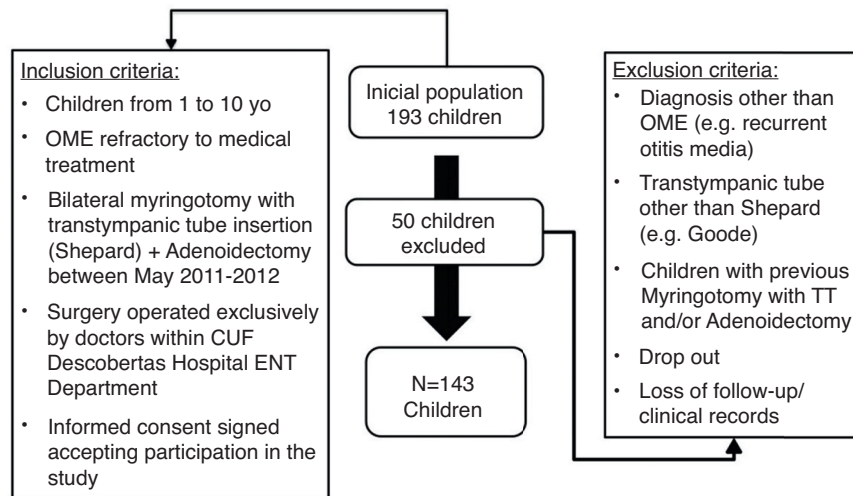 Inclusion criteria:
• Children from 1 to 10 yo
• OME refractory to medical
treatment
• Bilateral myringotomy with
transtympanic tube insertion
(Shepard) + Adenoidectomy
between May 2011-2012
• Surgery operated exclusively
by doctors within CUF
Descobertas Hospital ENT
Department
• Informed consent signed
accepting participation in the
study
Inicial population
193 children
50 children
excluded
N=143
Children
Exclusion criteria:
• Diagnosis other than
OME (e.g. recurrent
otitis media)
• Transtympanic tube
other than Shepard
(e.g. Goode)
• Children with previous
Myringotomy with TT
and/or Adenoidectomy
• Drop out
• Loss of follow-up/
clinical records